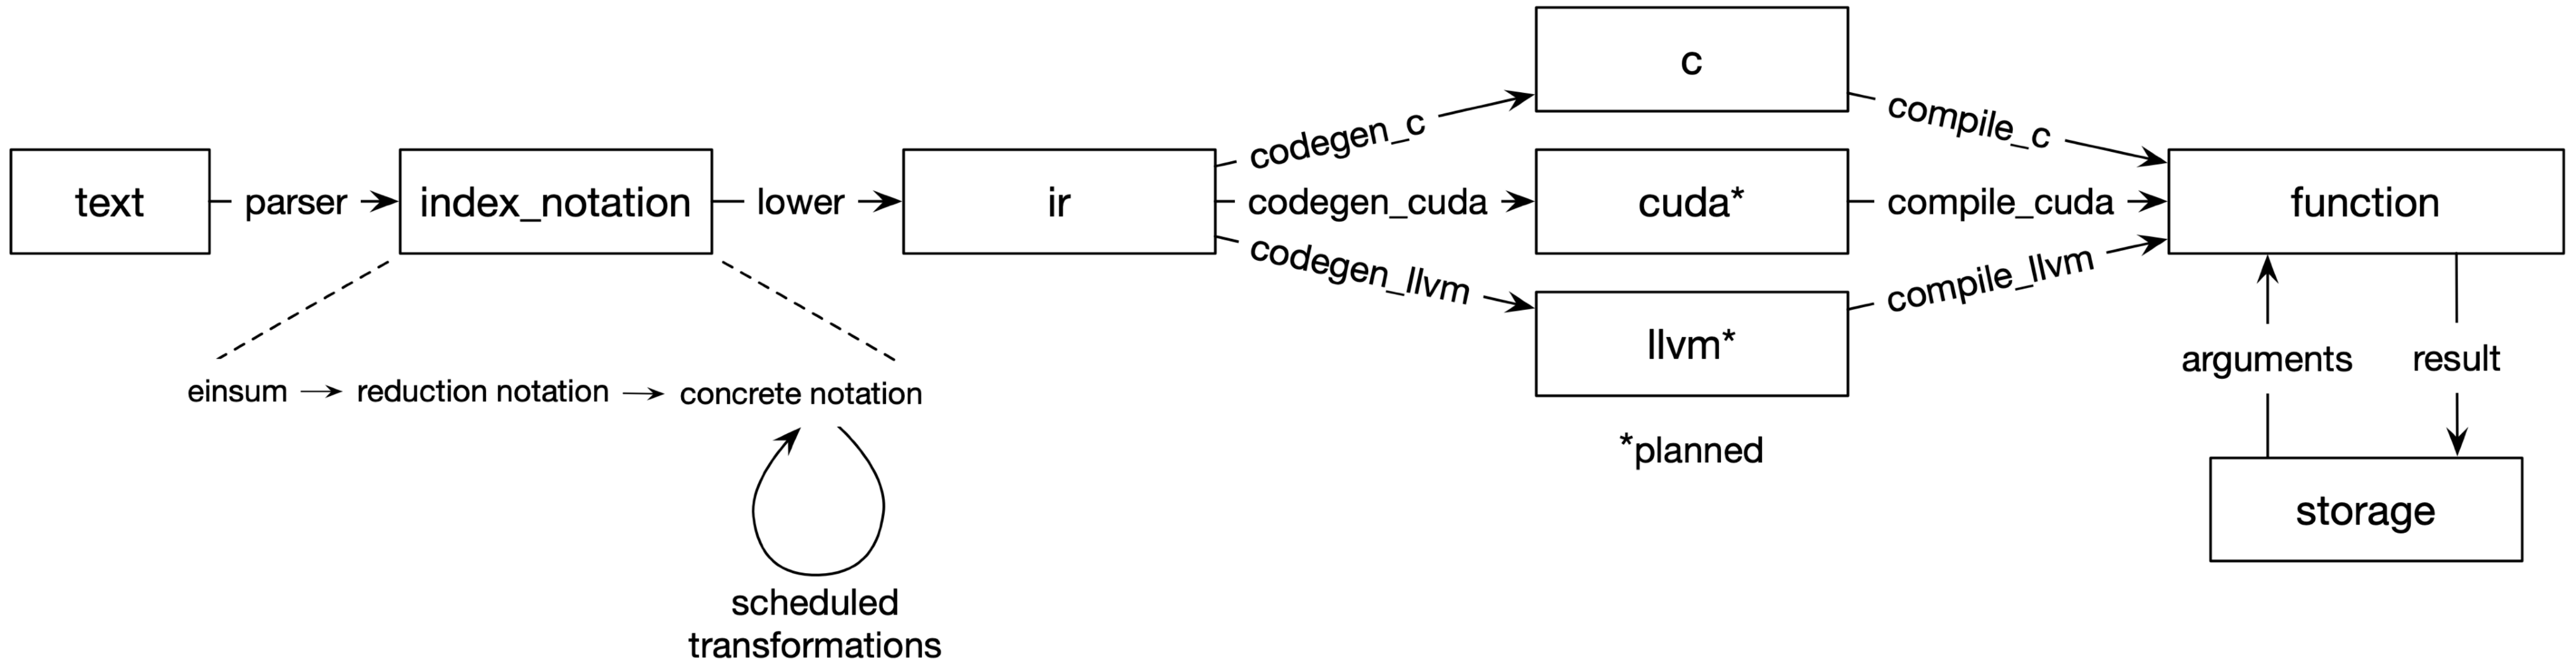 text
parser
index_notation
lower
ir
codegen_c
codegen_cuda
codegen_llvm
c
cuda*
llvm*
*planned
compile_c
compile_cuda
compile_llvm
function
arguments
result
storage
einsum
reduction notation
concrete notation
scheduled
transformations